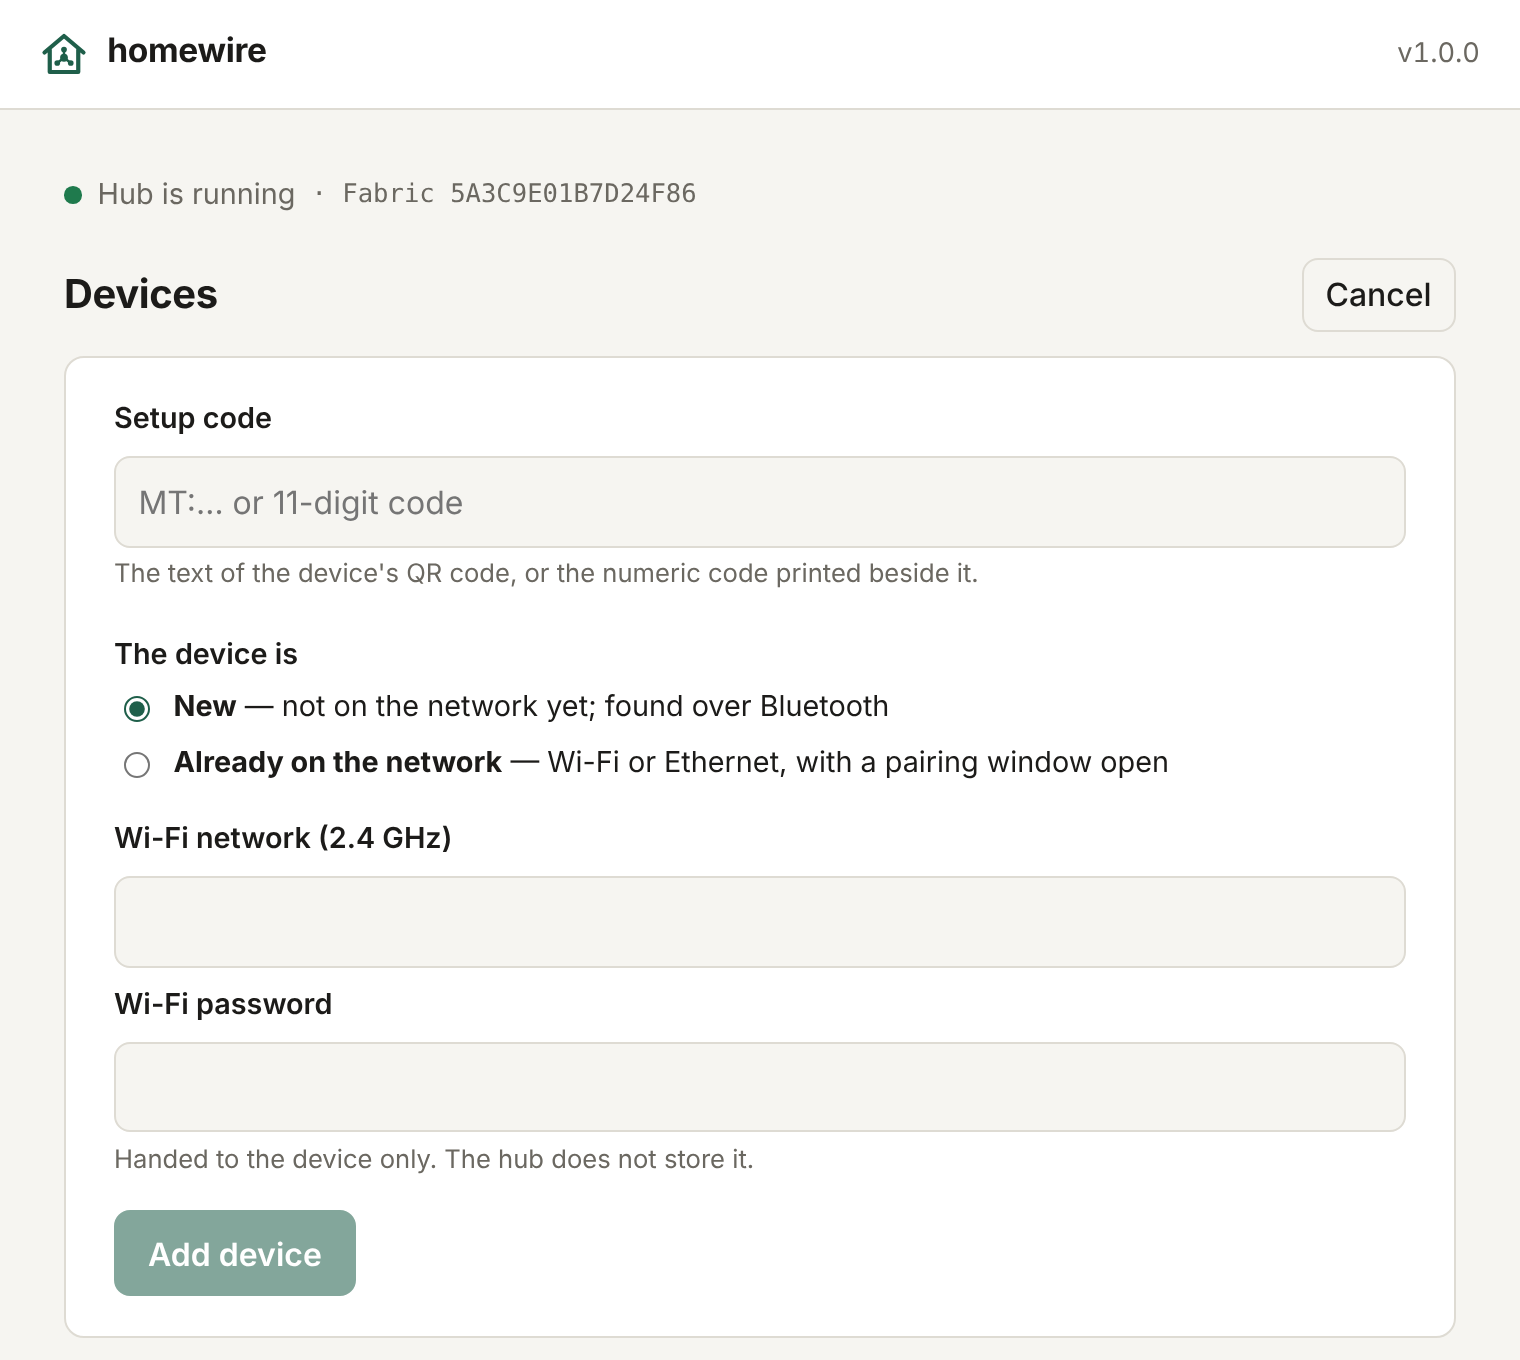 homewire
v1.0.0
Hub is running · Fabric 5A3C9E01B7D24F86
Devices
Cancel
Setup code
MT:... or 11-digit code
The text of the device's QR code, or the numeric code printed beside it.
The device is
New — not on the network yet; found over Bluetooth
Already on the network — Wi-Fi or Ethernet, with a pairing window open
Wi-Fi network (2.4 GHz)
Wi-Fi password
Handed to the device only. The hub does not store it.
Add device